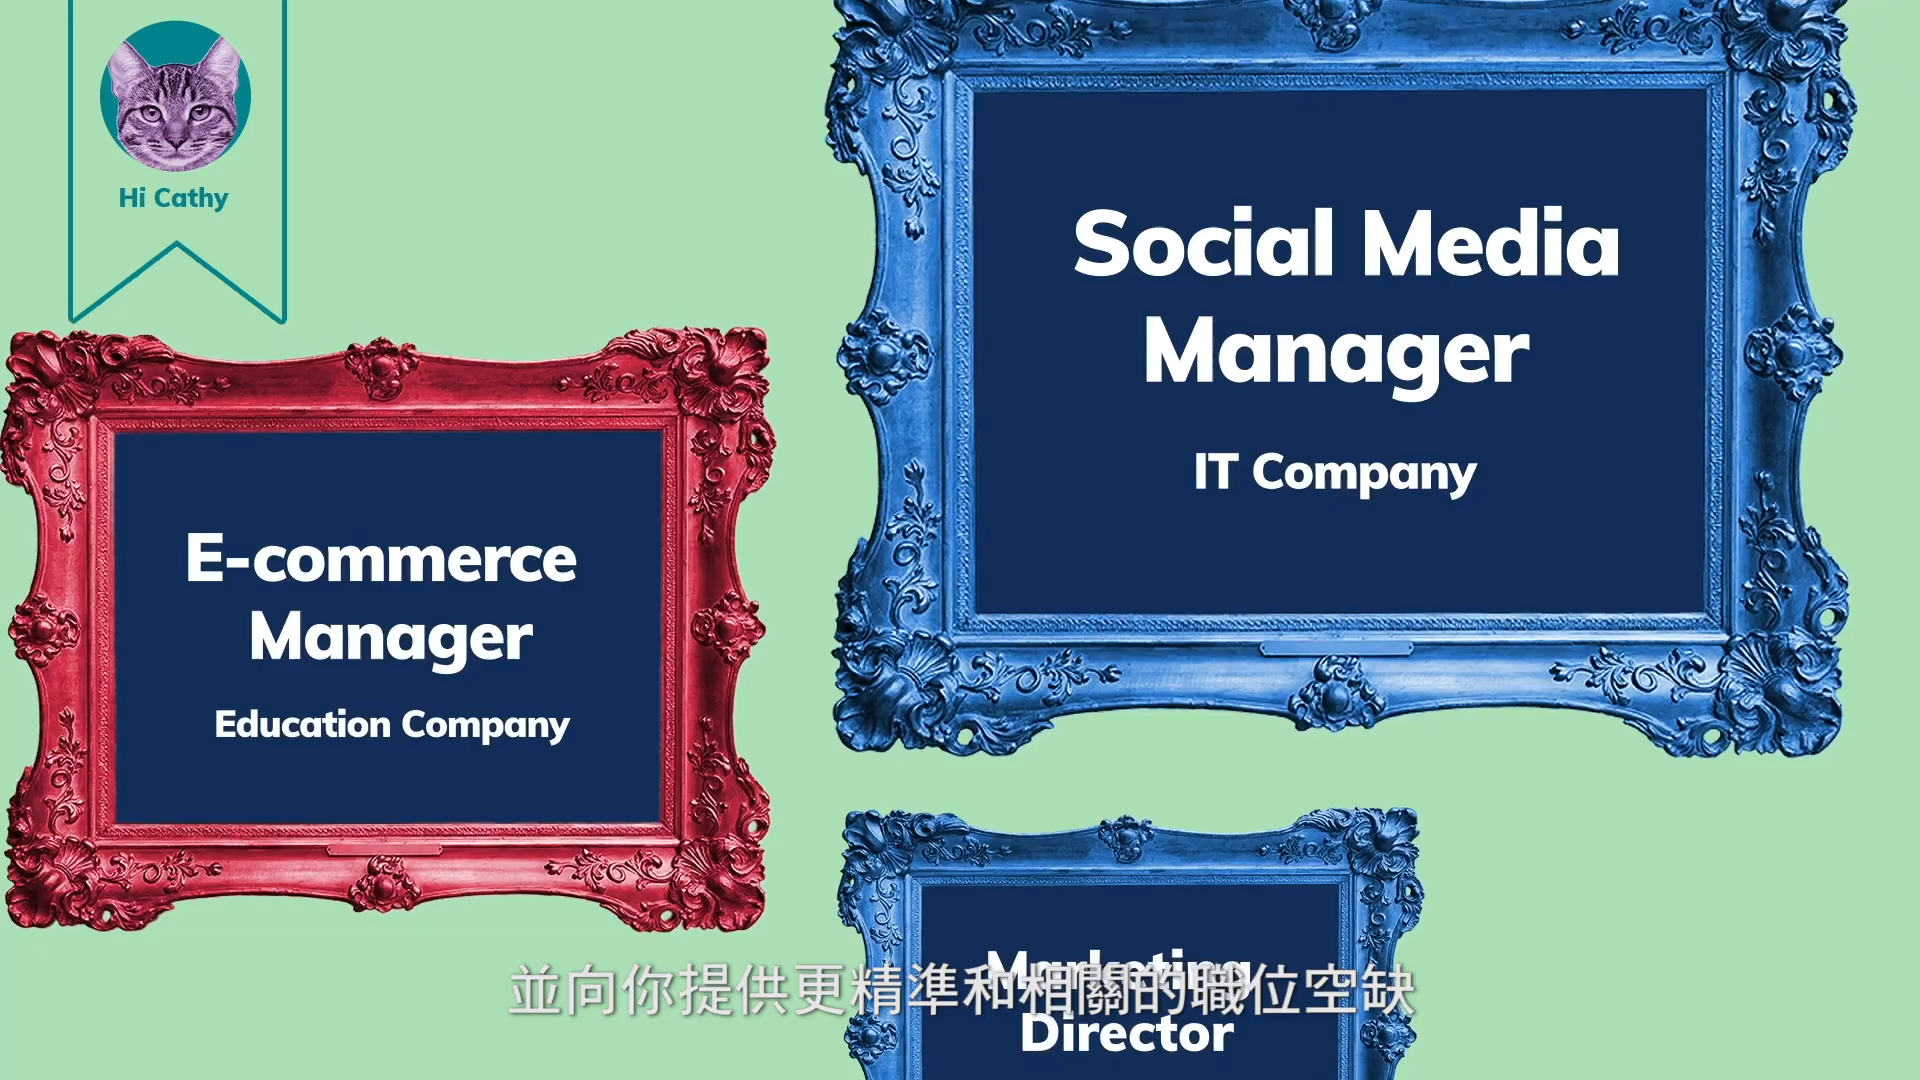 Hi Cathy
Social Media
Manager
IT Company
E-commerce
Manager
Education Company
Marketing
Director
並向你提供更精準和相關的職位空缺